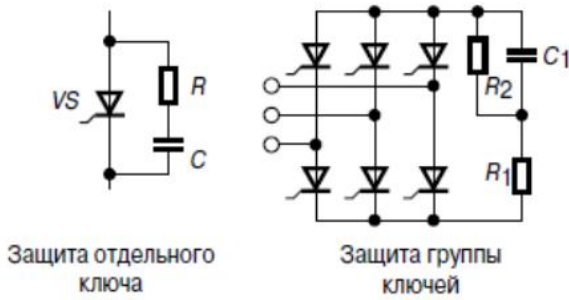 VS
R
C
R2
C1
R1
Защита отдельного
ключа
Защита группы
ключей